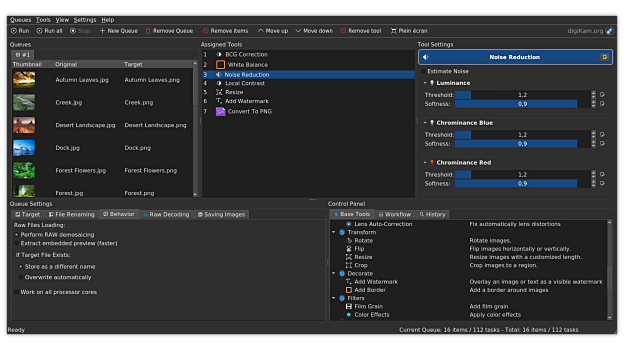 Queues Tools View Settings Help
Run Run all Stop + New Queue Remove Queue Remove items Move up Move down Remove tool Plein écran digiKam.org
Queues
#1
Thumbnail Original Target
Autumn Leaves.jpg Autumn Leaves.png
Creek.jpg Creek.png
Desert Landscape.jpg Desert Landscape.png
Dock.jpg Dock.png
Forest Flowers.jpg Forest Flowers.png
Forest.jpg Forest.png
Assigned Tools
1 BCG Correction
2 White Balance
3 Noise Reduction
4 Local Contrast
5 Resize
6 Add Watermark
7 Convert To PNG
Tool Settings
Noise Reduction
Estimate Noise
Luminance
Threshold: 1,2
Softness: 0,9
Chrominance Blue
Threshold: 1,2
Softness: 0,9
Chrominance Red
Threshold: 1,2
Softness: 0,9
Queue Settings
Target File Renaming Behavior Raw Decoding Saving Images
Raw Files Loading:
Perform RAW demosaicing
Extract embedded preview (faster)
If Target File Exists:
Store as a different name
Overwrite automatically
Work on all processor cores
Control Panel
Base Tools Workflow History
Lens Auto-Correction Fix automatically lens distortions
Transform
Rotate Rotate images.
Flip Flip images horizontally or vertically.
Resize Resize images with a customized length.
Crop Crop images to a region.
Decorate
Add Watermark Overlay an image or text as a visible watermark
Add Border Add a border around images
Filters
Film Grain Add film grain
Color Effects Apply color effects
Ready Current Queue: 16 items / 112 tasks - Total: 16 items / 112 tasks